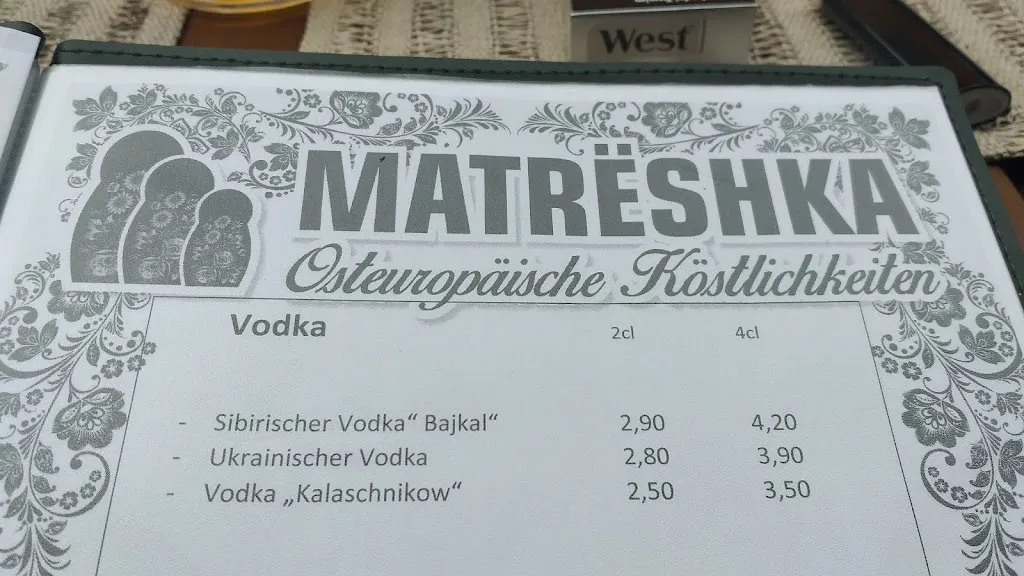 West
MATRËSHKA
Osteuropäische Köstlichkeiten
Vodka 2cl 4cl
- Sibirischer Vodka“ Bajkal“ 2,90 4,20
- Ukrainischer Vodka 2,80 3,90
- Vodka „Kalaschnikow“ 2,50 3,50